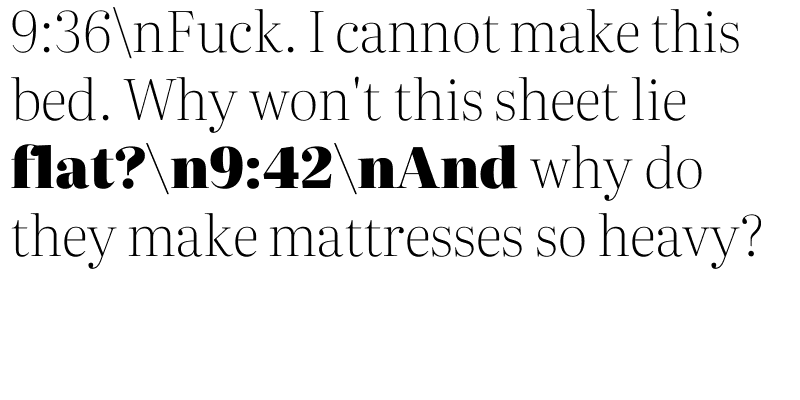 9:36\nFuck. I cannot make this
bed. Why won't this sheet lie
flat?\n9:42\nAnd why do
they make mattresses so heavy?